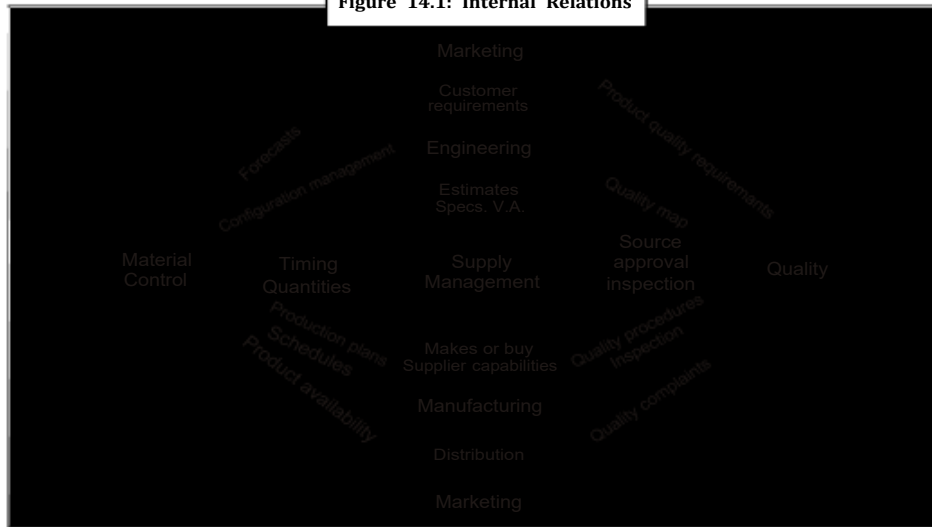 Figure 14.1: Internal Relations
Marketing
Customer
requirements
Product quality requirements
Forecasts
Engineering
Configuration management
Estimates
Specs. V.A.
Quality map
Material
Control
Timing
Quantities
Supply
Management
Source
approval
inspection
Quality
Production plans
Schedules
Product availability
Makes or buy
Supplier capabilities
Quality procedures
Inspection
Manufacturing
Quality complaints
Distribution
Marketing